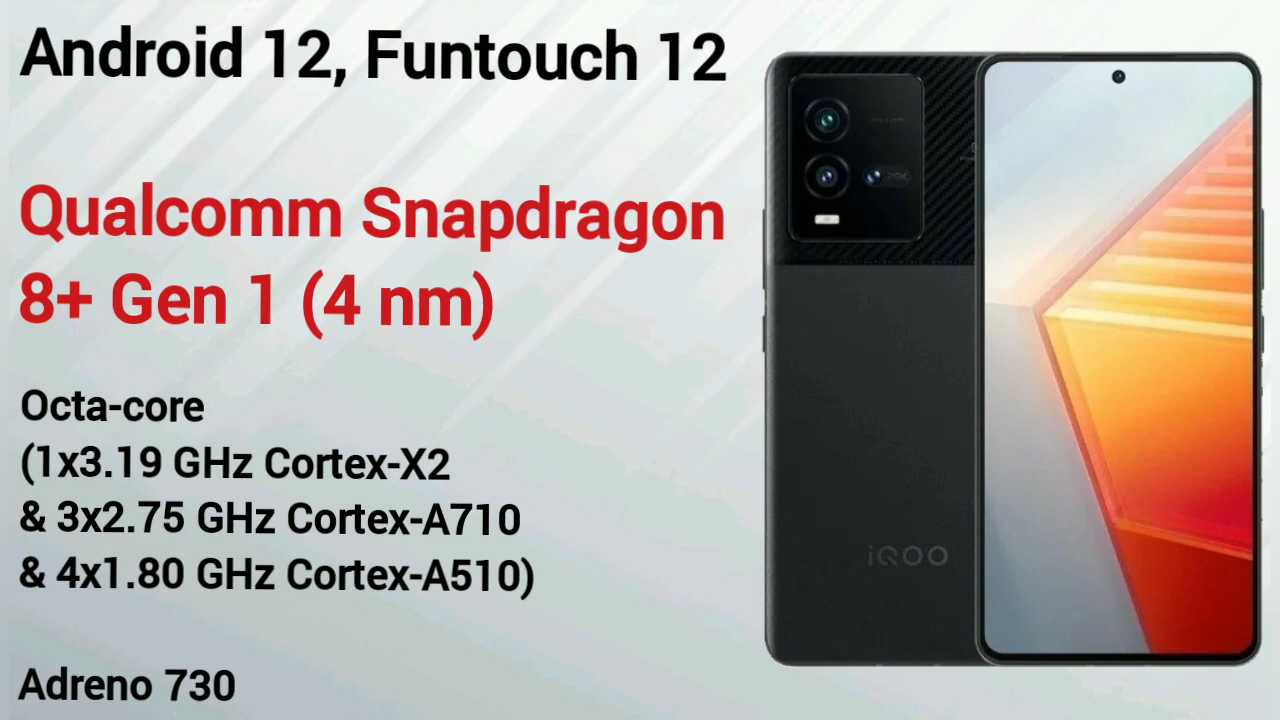 Android 12, Funtouch 12
Qualcomm Snapdragon
8+ Gen 1 (4 nm)
Octa-core
(1x3.19 GHz Cortex-X2
& 3x2.75 GHz Cortex-A710
& 4x1.80 GHz Cortex-A510)
Adreno 730
20X
iQOO